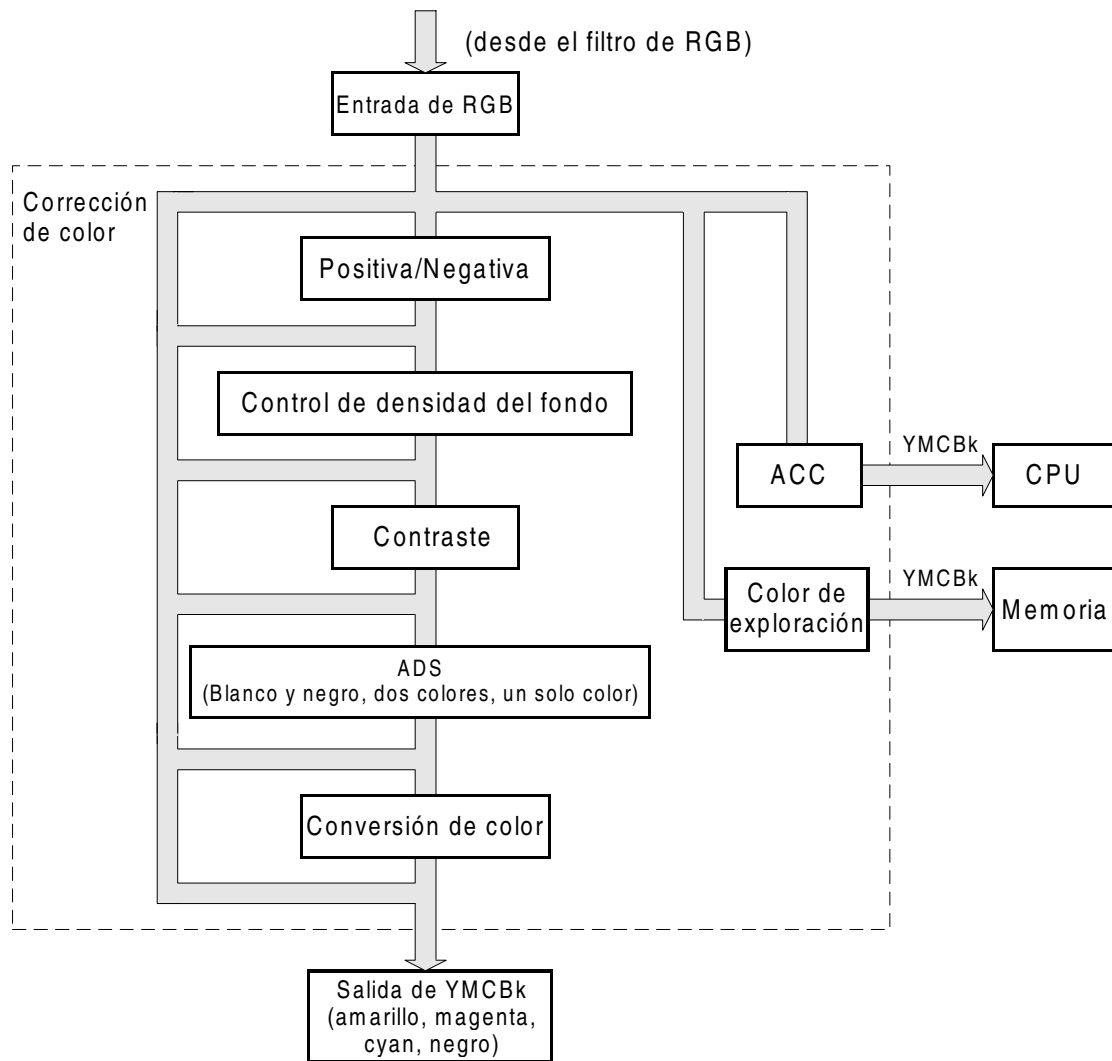 (desde el filtro de RGB)
Entrada de RGB
Corrección
de color
Positiva/Negativa
Control de densidad del fondo
YMCBk
ACC
CPU
Contraste
YMCBk
Color de
exploración
Memoria
ADS
(Blanco y negro, dos colores, un solo color)
Conversión de color
Salida de YMCBk
(amarillo, magenta,
cyan, negro)